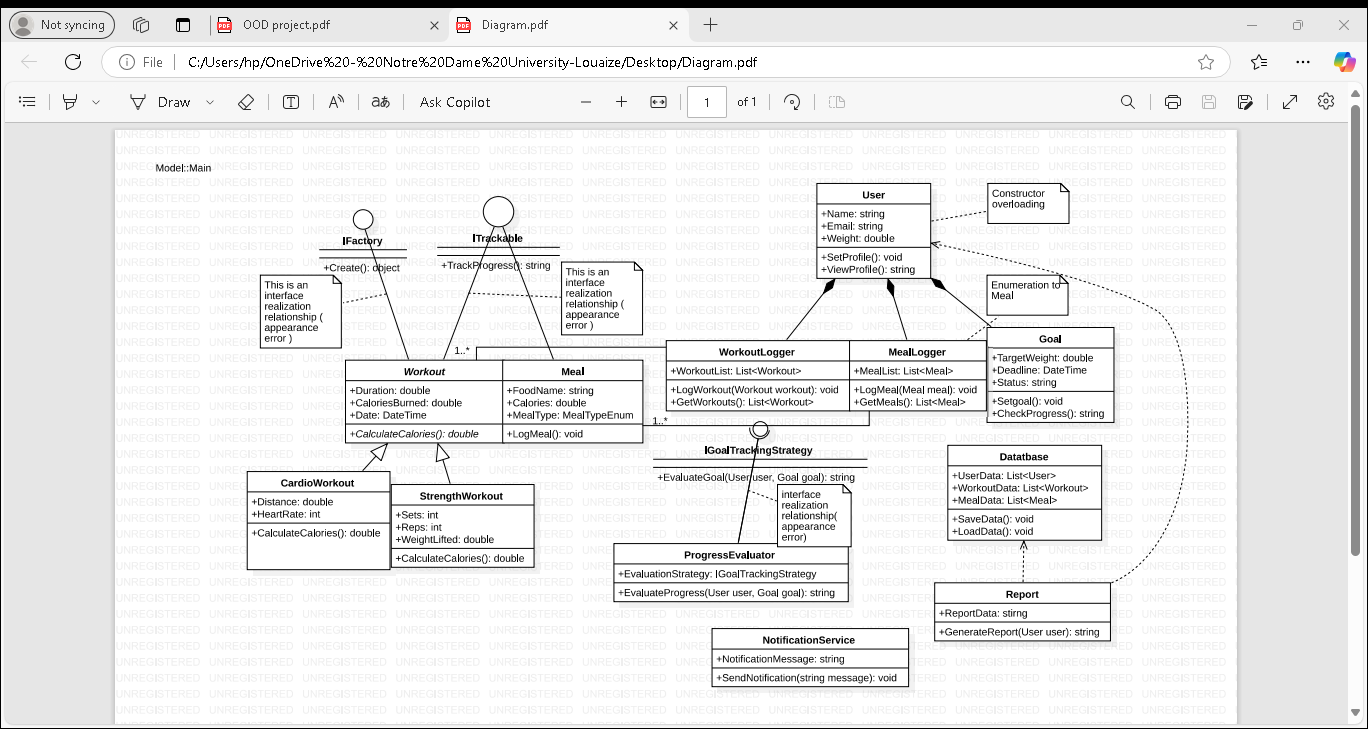 Not syncing
OOD project.pdf
Diagram.pdf
File
C:/Users/hp/OneDrive%20-%20Notre%20Dame%20University-Louaize/Desktop/Diagram.pdf
Draw
Ask Copilot
1 of 1
Model::Main
IFactory
+Create(): object
This is an
interface
realization
relationship (
appearance
error )
ITrackable
+TrackProgress(): string
This is an
interface
realization
relationship (
appearance
error )
User
+Name: string
+Email: string
+Weight: double
+SetProfile(): void
+ViewProfile(): string
Constructor
overloading
Enumeration to
Meal
1..*
Workout
+Duration: double
+CaloriesBurned: double
+Date: DateTime
+CalculateCalories(): double
Meal
+FoodName: string
+Calories: double
+MealType: MealTypeEnum
+LogMeal(): void
WorkoutLogger
+WorkoutList: List<Workout>
+LogWorkout(Workout workout): void
+GetWorkouts(): List<Workout>
MealLogger
+MealList: List<Meal>
+LogMeal(Meal meal): void
+GetMeals(): List<Meal>
Goal
+TargetWeight: double
+Deadline: DateTime
+Status: string
+Setgoal(): void
+CheckProgress(): string
1..*
IGoalTrackingStrategy
+EvaluateGoal(User user, Goal goal): string
interface
realization
relationship(
appearance
error)
CardioWorkout
+Distance: double
+HeartRate: int
+CalculateCalories(): double
StrengthWorkout
+Sets: int
+Reps: int
+WeightLifted: double
+CalculateCalories(): double
ProgressEvaluator
+EvaluationStrategy: IGoalTrackingStrategy
+EvaluateProgress(User user, Goal goal): string
Datatbase
+UserData: List<User>
+WorkoutData: List<Workout>
+MealData: List<Meal>
+SaveData(): void
+LoadData(): void
Report
+ReportData: stirng
+GenerateReport(User user): string
NotificationService
+NotificationMessage: string
+SendNotification(string message): void
UNREGISTERED